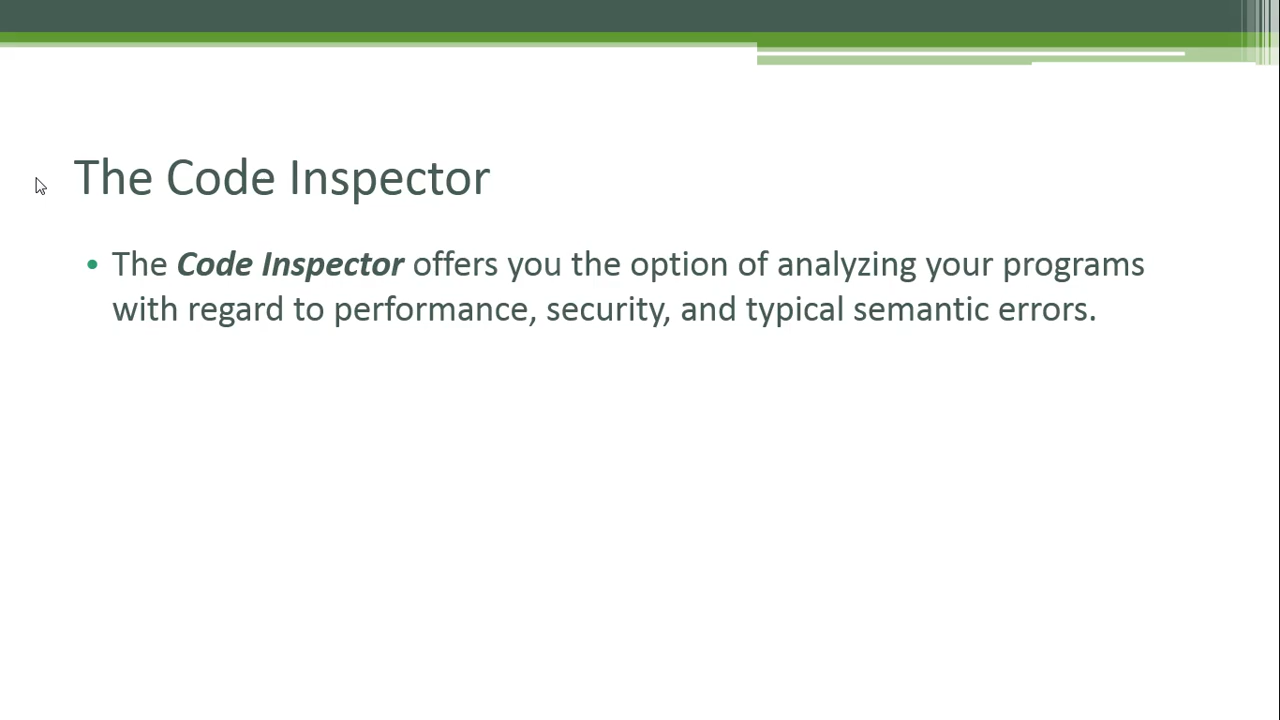 The Code Inspector
• The Code Inspector offers you the option of analyzing your programs
with regard to performance, security, and typical semantic errors.